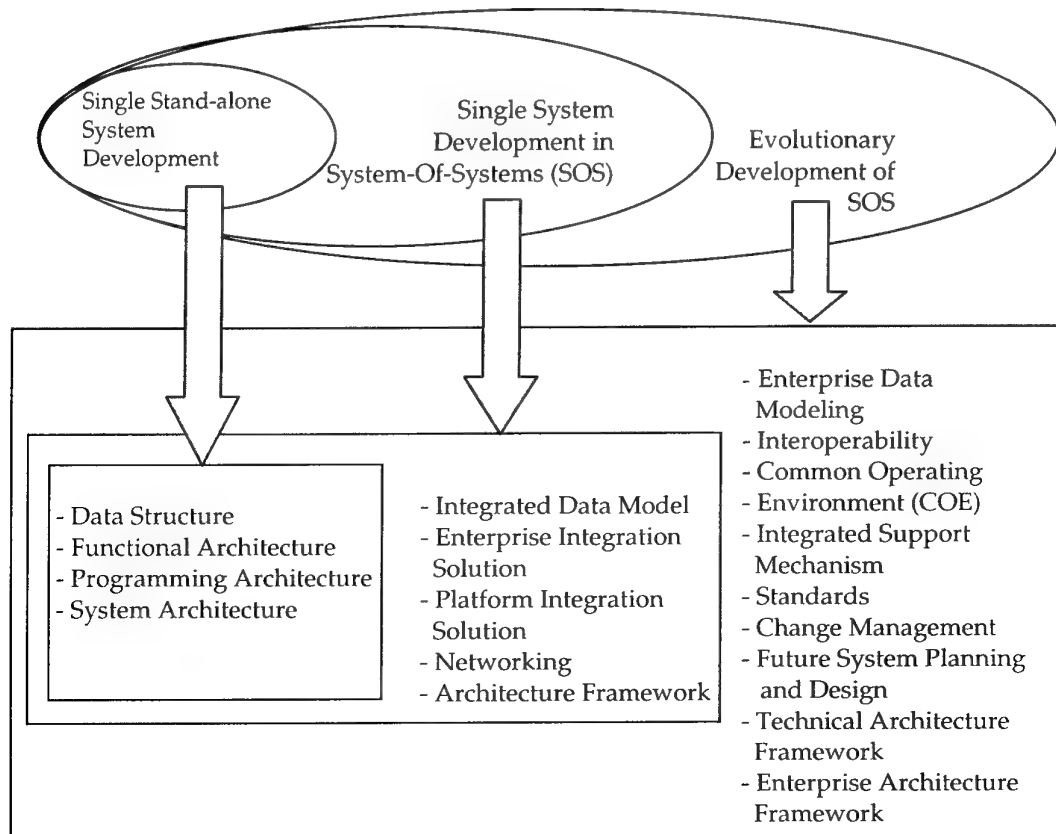 Single Stand-alone
System
Development
Single System
Development in
System-Of-Systems (SOS)
Evolutionary
Development of
SOS
- Data Structure
- Functional Architecture
- Programming Architecture
- System Architecture
- Integrated Data Model
- Enterprise Integration
Solution
- Platform Integration
Solution
- Networking
- Architecture Framework
- Enterprise Data
Modeling
- Interoperability
- Common Operating
- Environment (COE)
- Integrated Support
Mechanism
- Standards
- Change Management
- Future System Planning
and Design
- Technical Architecture
Framework
- Enterprise Architecture
Framework